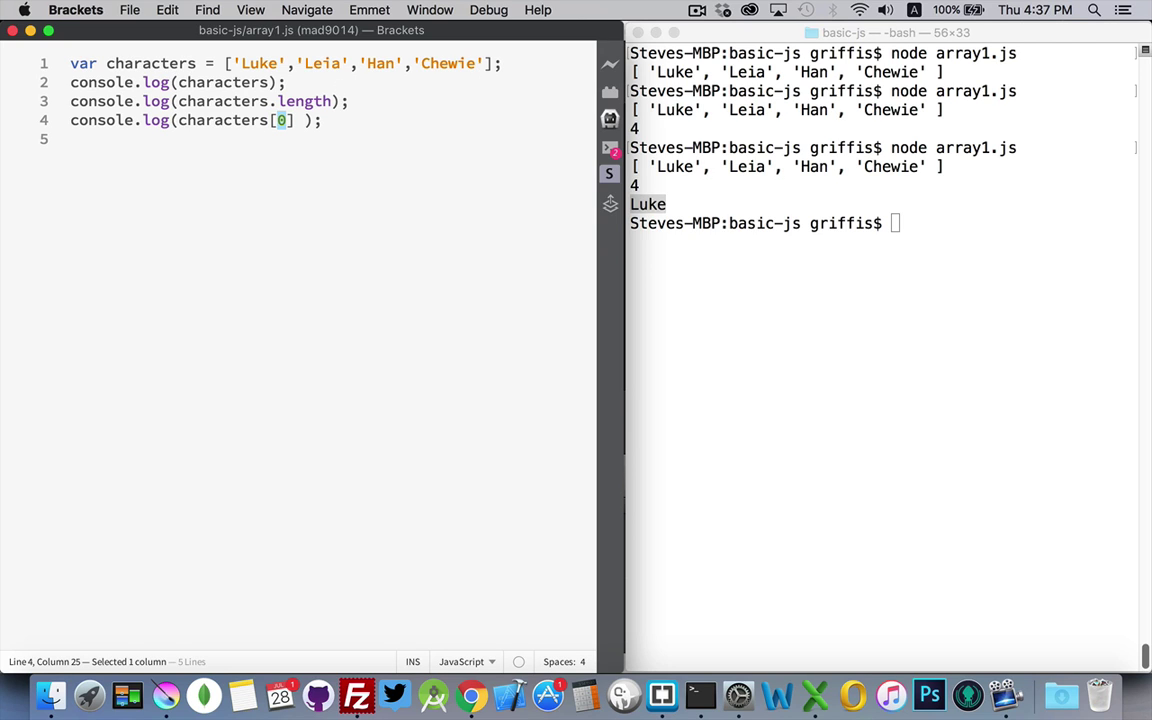 Brackets File Edit Find View Navigate Emmet Window Debug Help A 100% Thu 4:37 PM
basic-js/array1.js (mad9014) — Brackets
1 var characters = ['Luke','Leia','Han','Chewie'];
2 console.log(characters);
3 console.log(characters.length);
4 console.log(characters[0] );
5
2
S
Line 4, Column 25 — Selected 1 column — 5 Lines INS JavaScript Spaces: 4
basic-js — -bash — 56×33
Steves-MBP:basic-js griffis$ node array1.js
[ 'Luke', 'Leia', 'Han', 'Chewie' ]
Steves-MBP:basic-js griffis$ node array1.js
[ 'Luke', 'Leia', 'Han', 'Chewie' ]
4
Steves-MBP:basic-js griffis$ node array1.js
[ 'Luke', 'Leia', 'Han', 'Chewie' ]
4
Luke
Steves-MBP:basic-js griffis$
Fz 28 1 1 W X O Ps